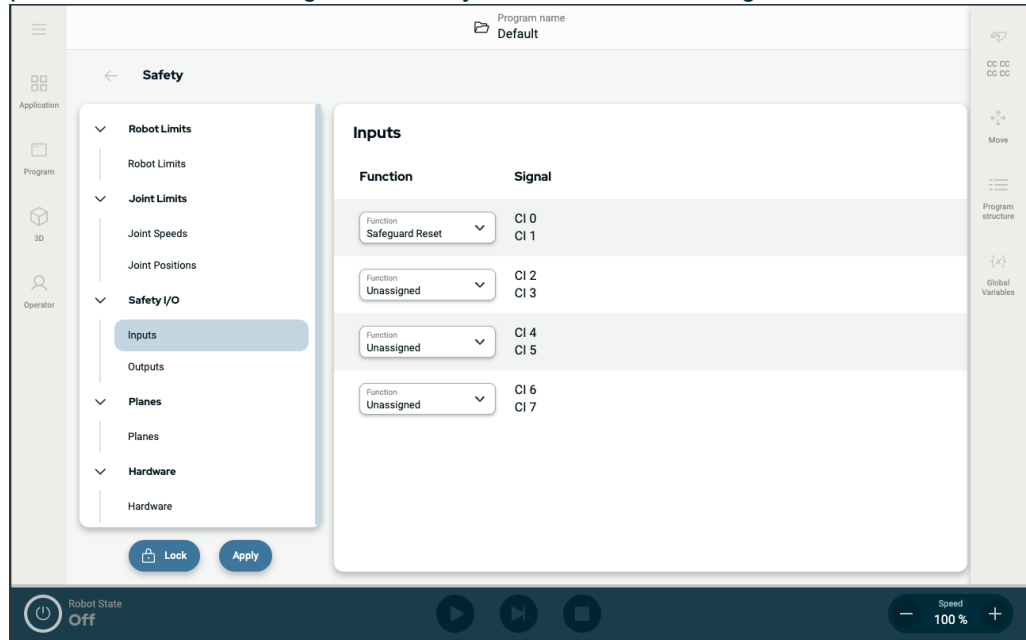 Program name
Default
Application
Program
3D
Operator
Safety
Robot Limits
Robot Limits
Joint Limits
Joint Speeds
Joint Positions
Safety I/O
Inputs
Outputs
Planes
Planes
Hardware
Hardware
Lock
Apply
Inputs
Function Signal
Function
Safeguard Reset
CI 0
CI 1
Function
Unassigned
CI 2
CI 3
Function
Unassigned
CI 4
CI 5
Function
Unassigned
CI 6
CI 7
CC CC
CC CC
Move
Program
structure
{x}
Global
Variables
Robot State
Off
Speed
100 %